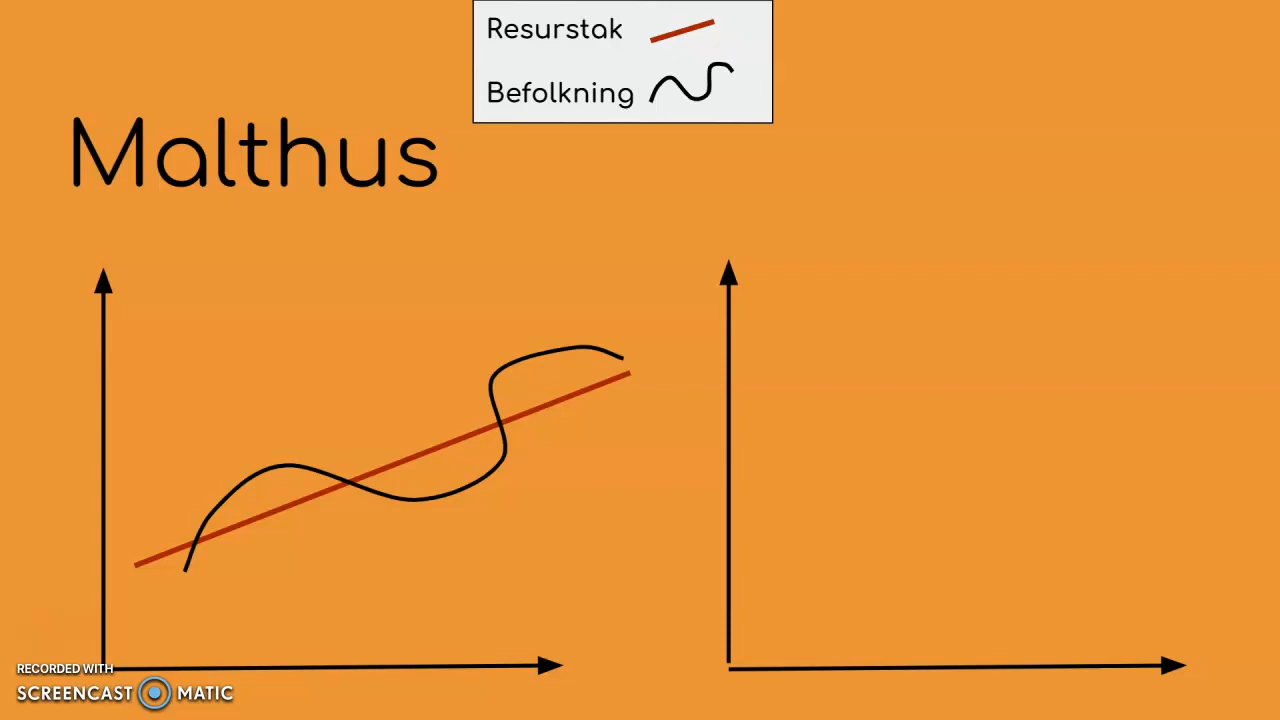 Resurstak
Befolkning
Malthus
RECORDED WITH
SCREENCAST MATIC